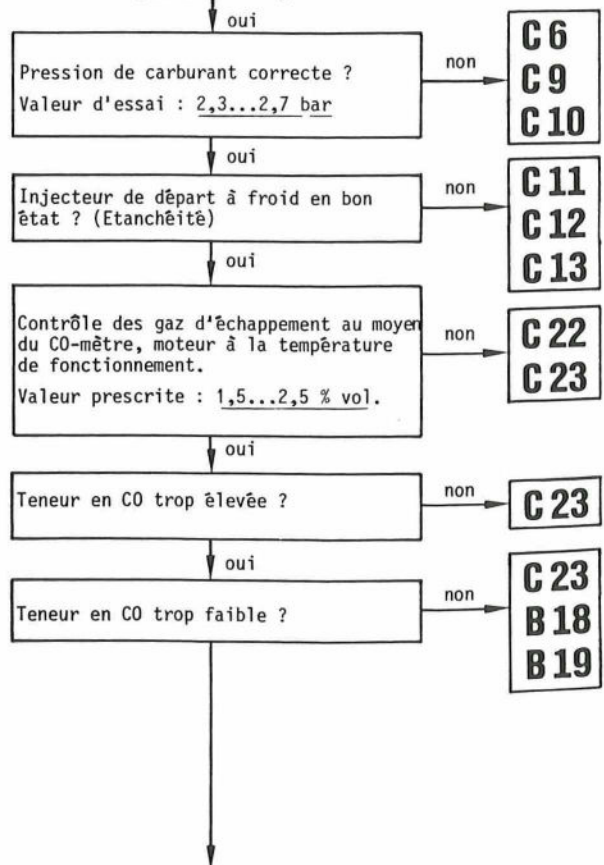 oui
Pression de carburant correcte ?
Valeur d'essai : 2,3...2,7 bar
non
C 6
C 9
C 10
oui
Injecteur de départ à froid en bon
état ? (Etanchéité)
non
C 11
C 12
C 13
oui
Contrôle des gaz d'échappement au moyen
du CO-mètre, moteur à la température
de fonctionnement.
Valeur prescrite : 1,5...2,5 % vol.
non
C 22
C 23
oui
Teneur en CO trop élevée ?
non
C 23
oui
Teneur en CO trop faible ?
non
C 23
B 18
B 19